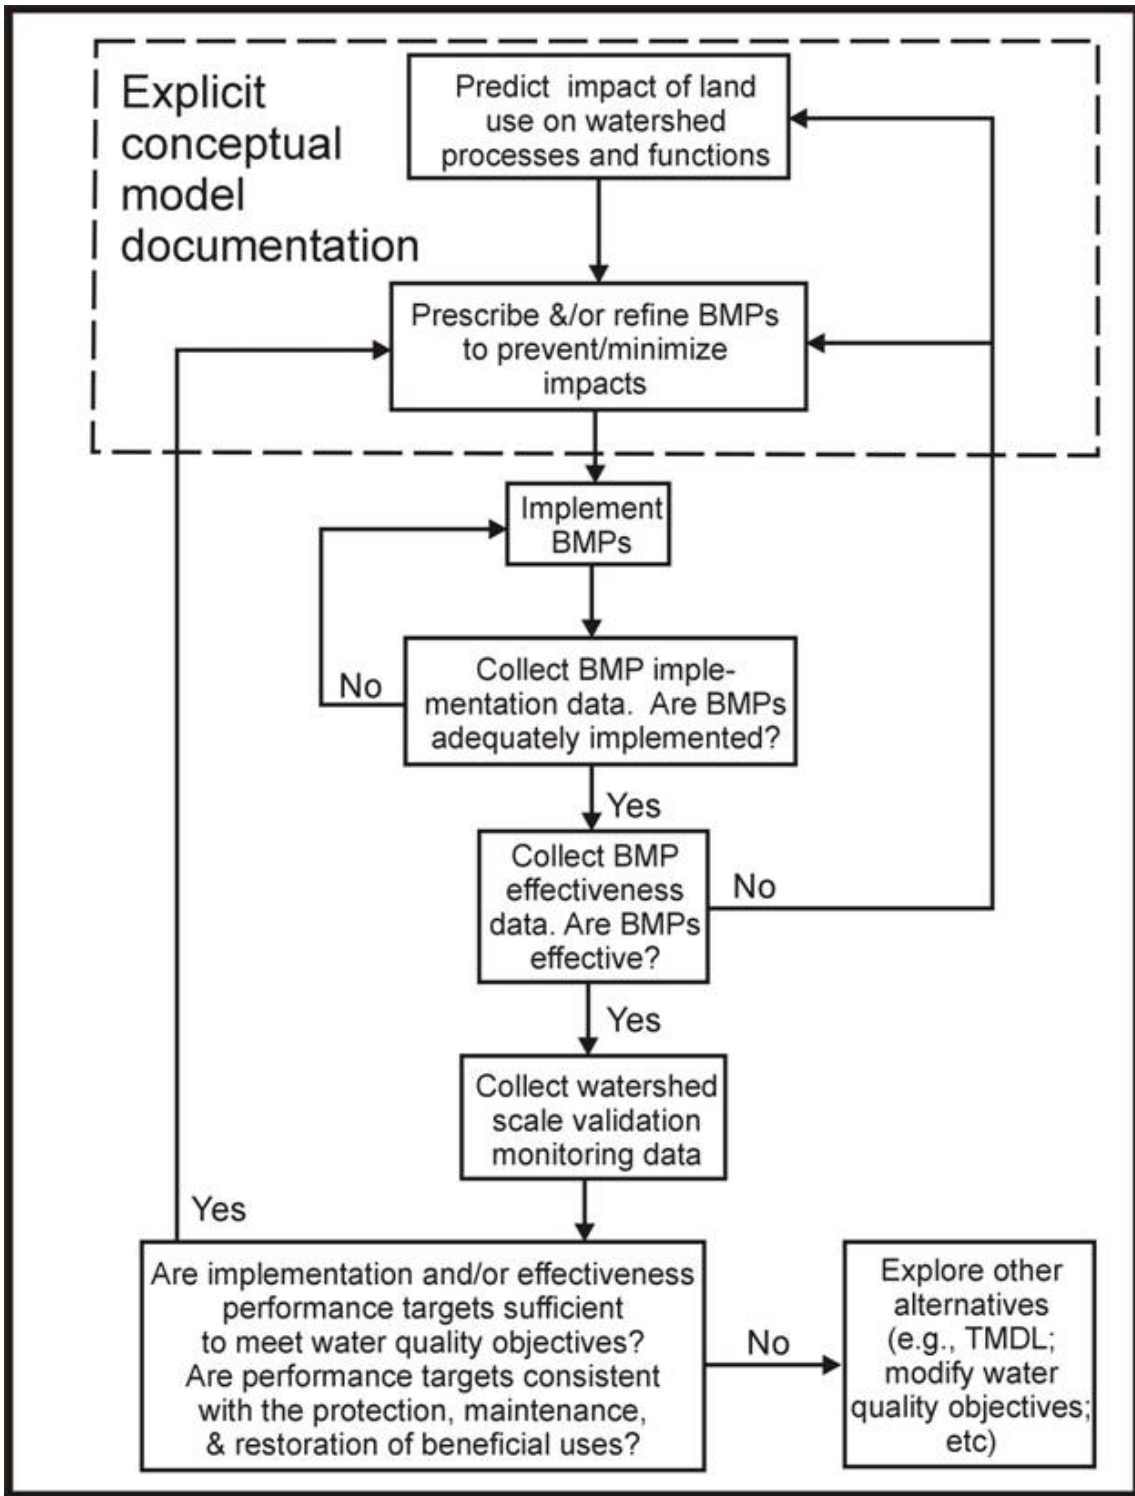 Explicit
conceptual
model
documentation
Predict impact of land
use on watershed
processes and functions
Prescribe &/or refine BMPs
to prevent/minimize
impacts
Implement
BMPs
No
Collect BMP imple-
mentation data. Are BMPs
adequately implemented?
Yes
Collect BMP
effectiveness
data. Are BMPs
effective?
No
Yes
Collect watershed
scale validation
monitoring data
Yes
Are implementation and/or effectiveness
performance targets sufficient
to meet water quality objectives?
Are performance targets consistent
with the protection, maintenance,
& restoration of beneficial uses?
No
Explore other
alternatives
(e.g., TMDL;
modify water
quality objectives;
etc)